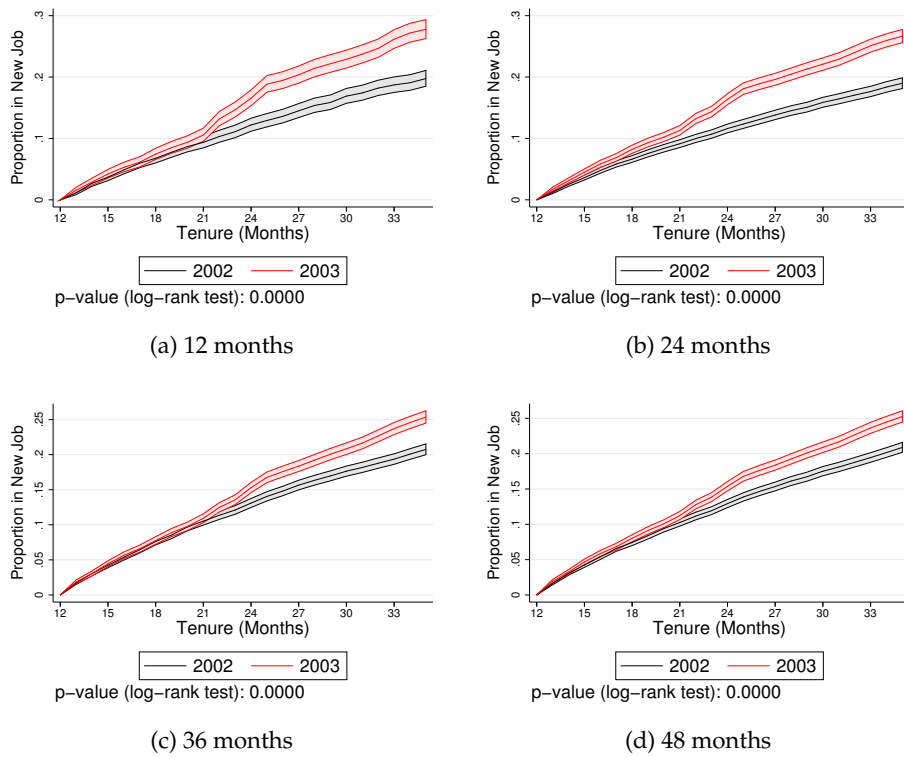 Proportion in New Job
0 .1 .2 .3
12 15 18 21 24 27 30 33
Tenure (Months)
2002 2003
p−value (log−rank test): 0.0000
(a) 12 months
Proportion in New Job
0 .1 .2 .3
12 15 18 21 24 27 30 33
Tenure (Months)
2002 2003
p−value (log−rank test): 0.0000
(b) 24 months
Proportion in New Job
0 .05 .1 .15 .2 .25
12 15 18 21 24 27 30 33
Tenure (Months)
2002 2003
p−value (log−rank test): 0.0000
(c) 36 months
Proportion in New Job
0 .05 .1 .15 .2 .25
12 15 18 21 24 27 30 33
Tenure (Months)
2002 2003
p−value (log−rank test): 0.0000
(d) 48 months